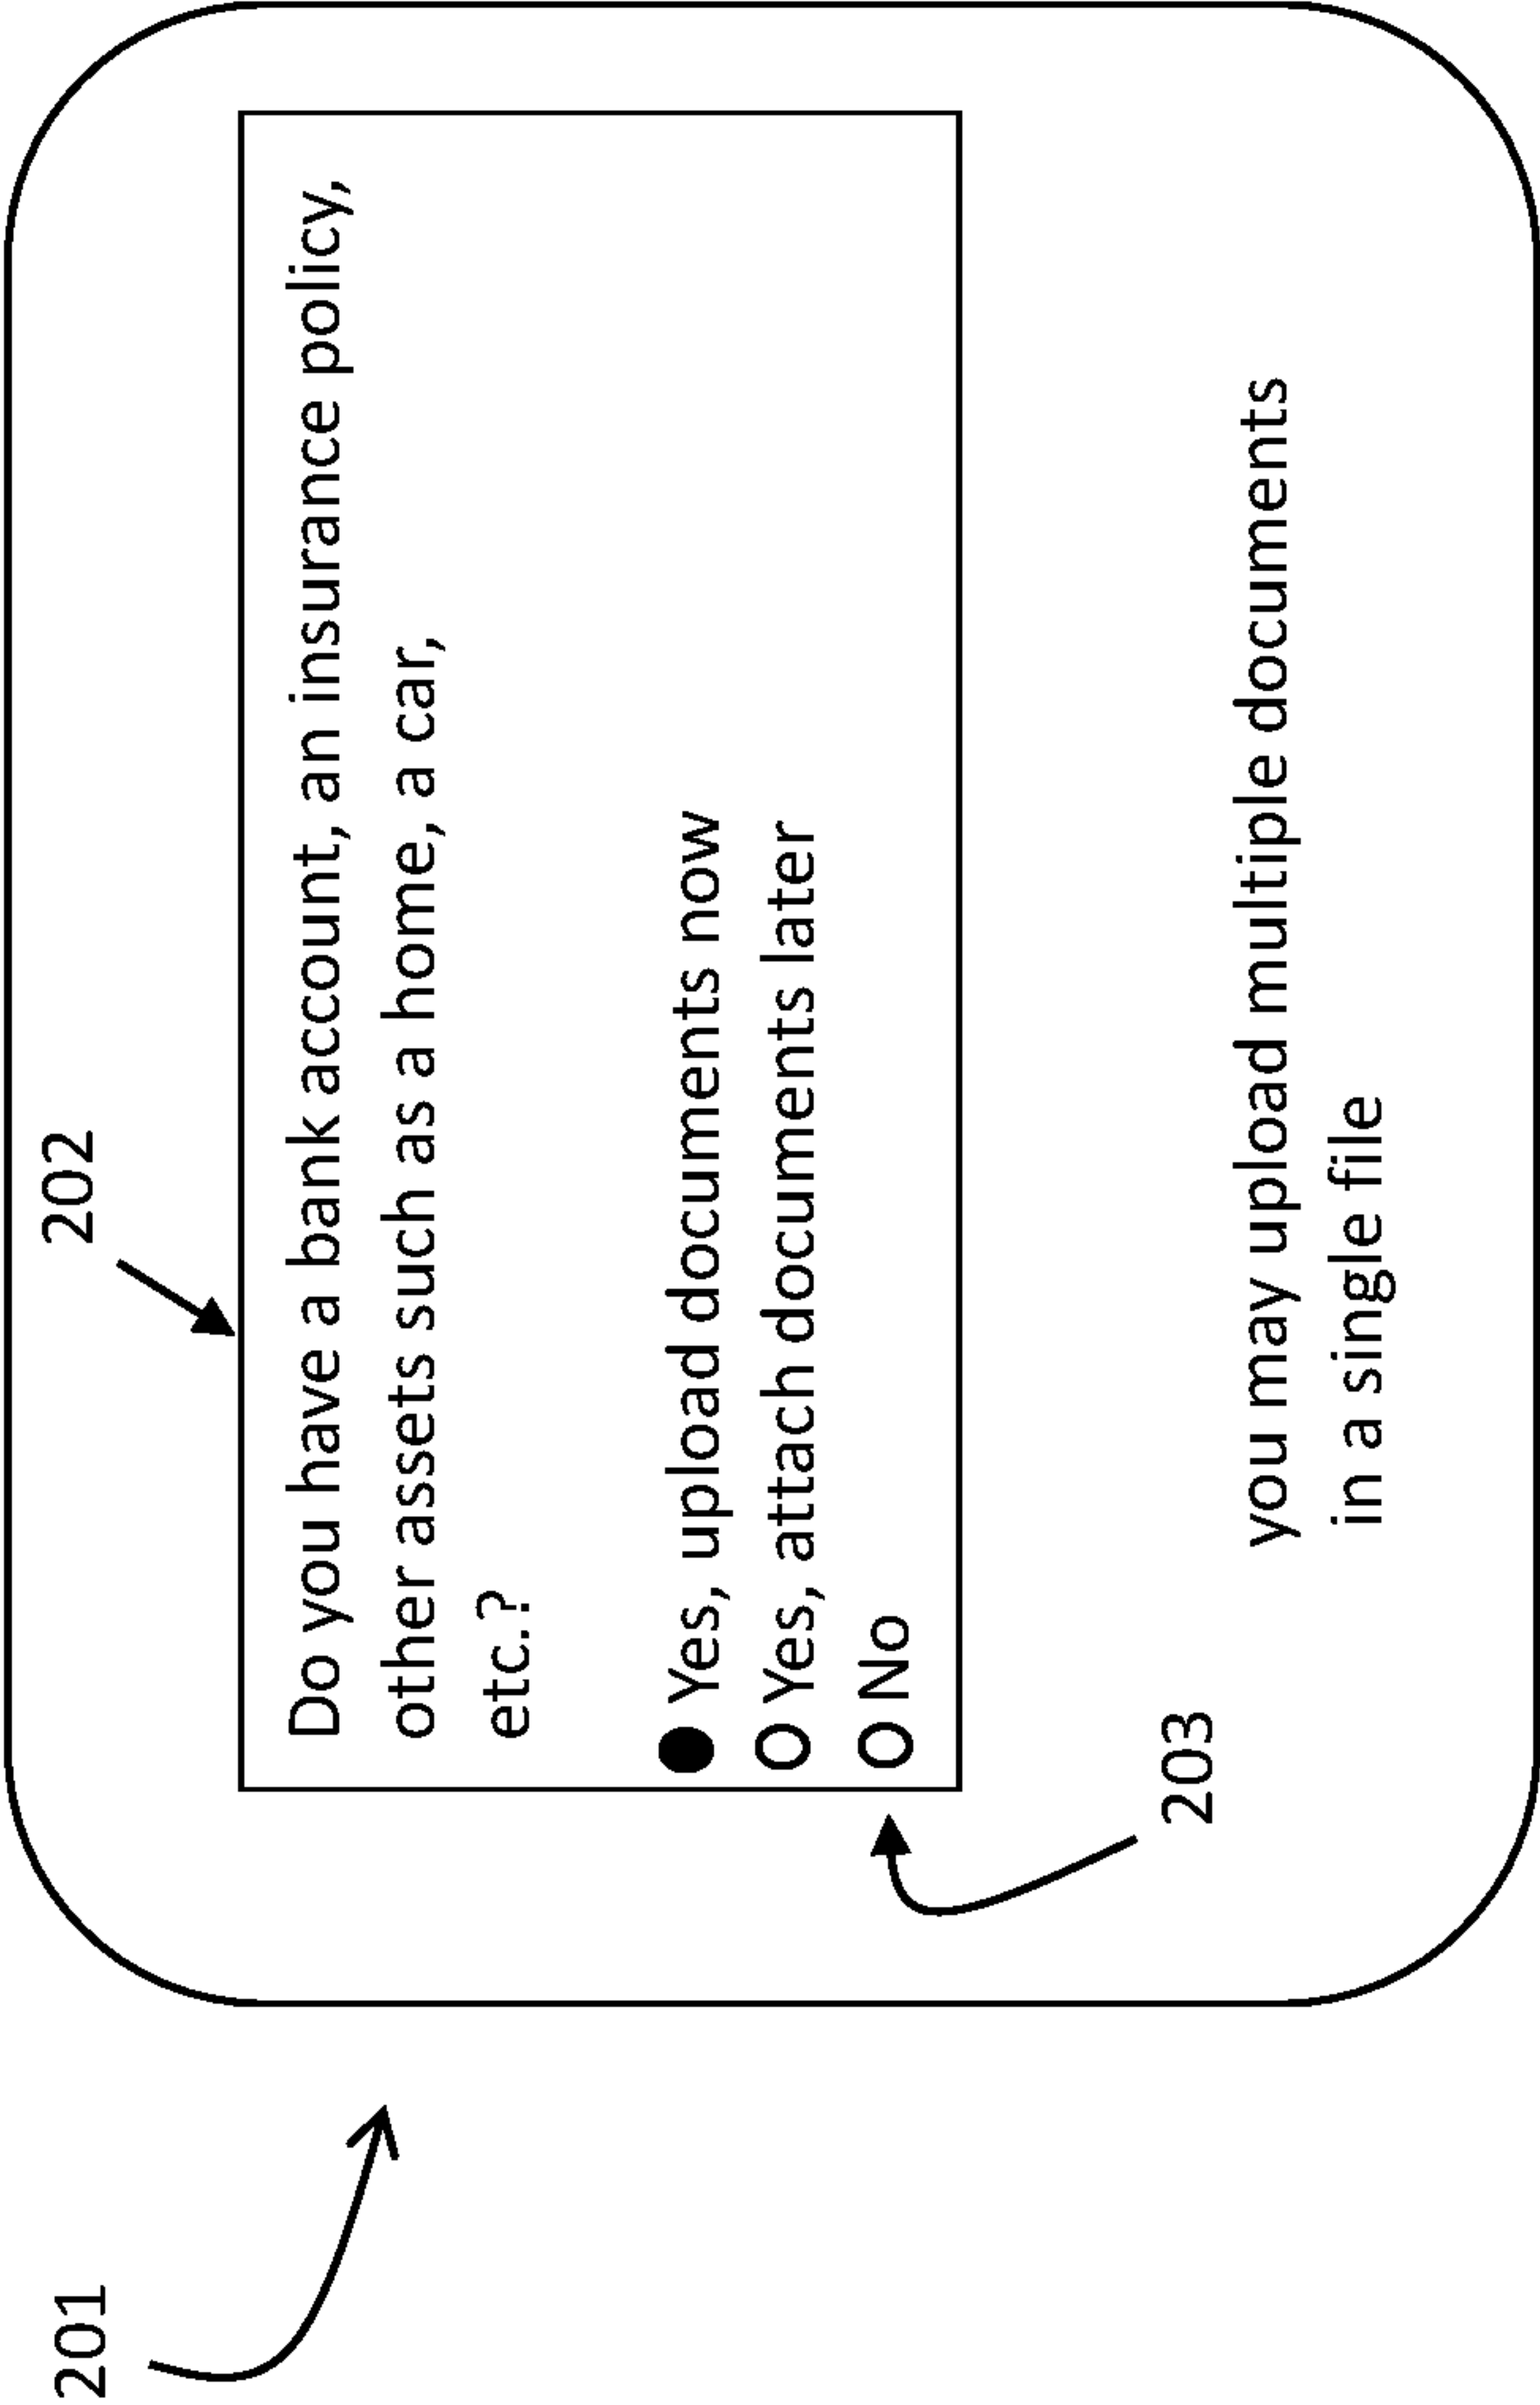 201
202
Do you have a bank account, an insurance policy,
other assets such as a home, a car,
etc.?
Yes, upload documents now
Yes, attach documents later
No
203
you may upload multiple documents
in a single file